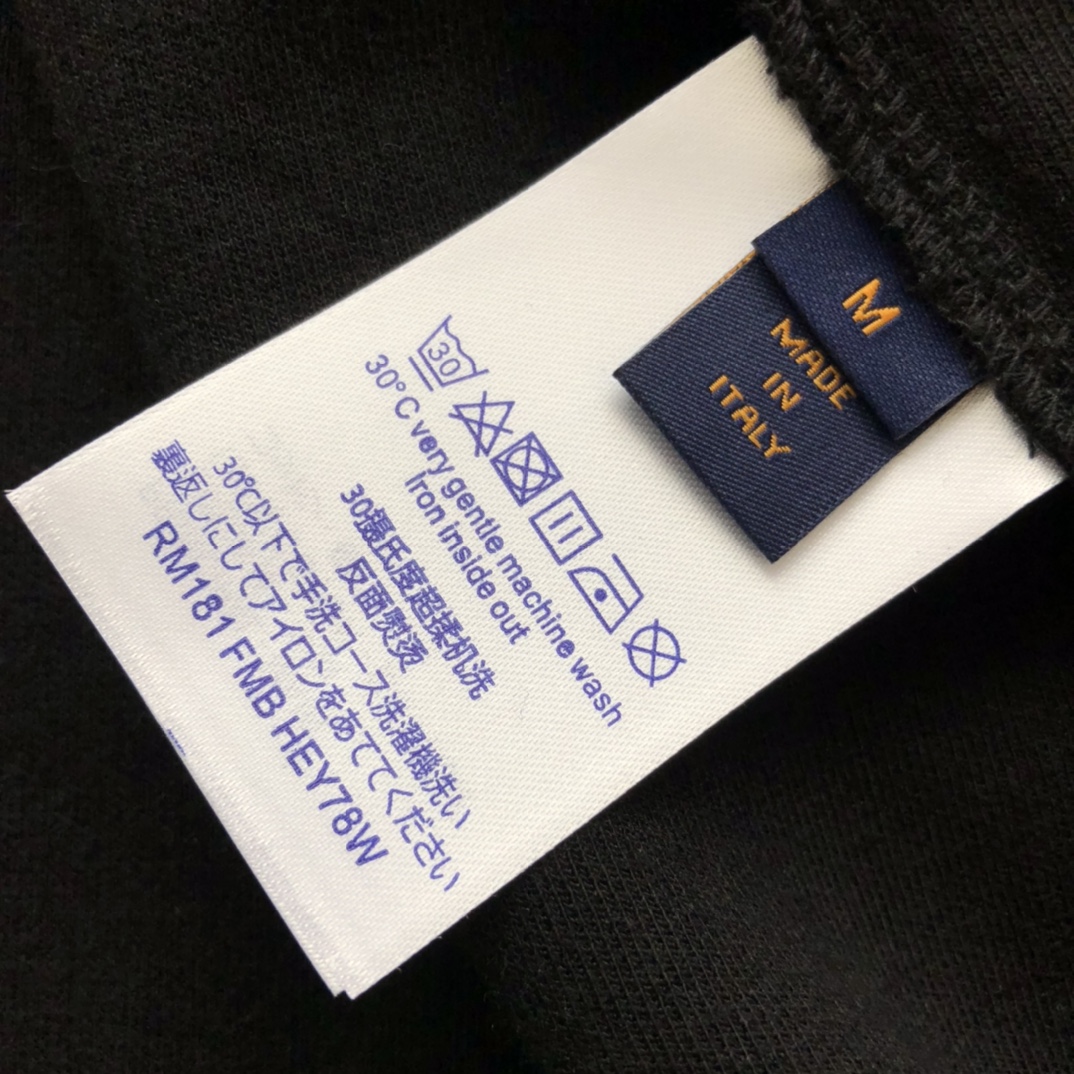 M
MADE
IN
ITALY
30
30°C very gentle machine wash
Iron inside out
30攝氏度超揉机洗
反面熨烫
30℃以下で手洗コース洗濯機洗い
裏返しにしてアイロンをあててください
RM181 FMB HEY78W